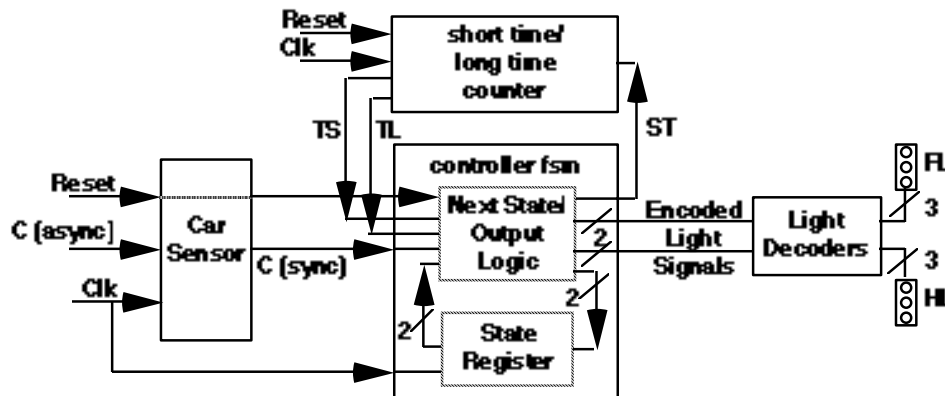 Reset
Clk
short time/
long time
counter
TS
TL
ST
controller fsm
Reset
C (async)
Clk
Car
Sensor
C (sync)
Next State/
Output
Logic
2
2
2
2
State
Register
Encoded
Light
Signals
Light
Decoders
FL
3
3
HL